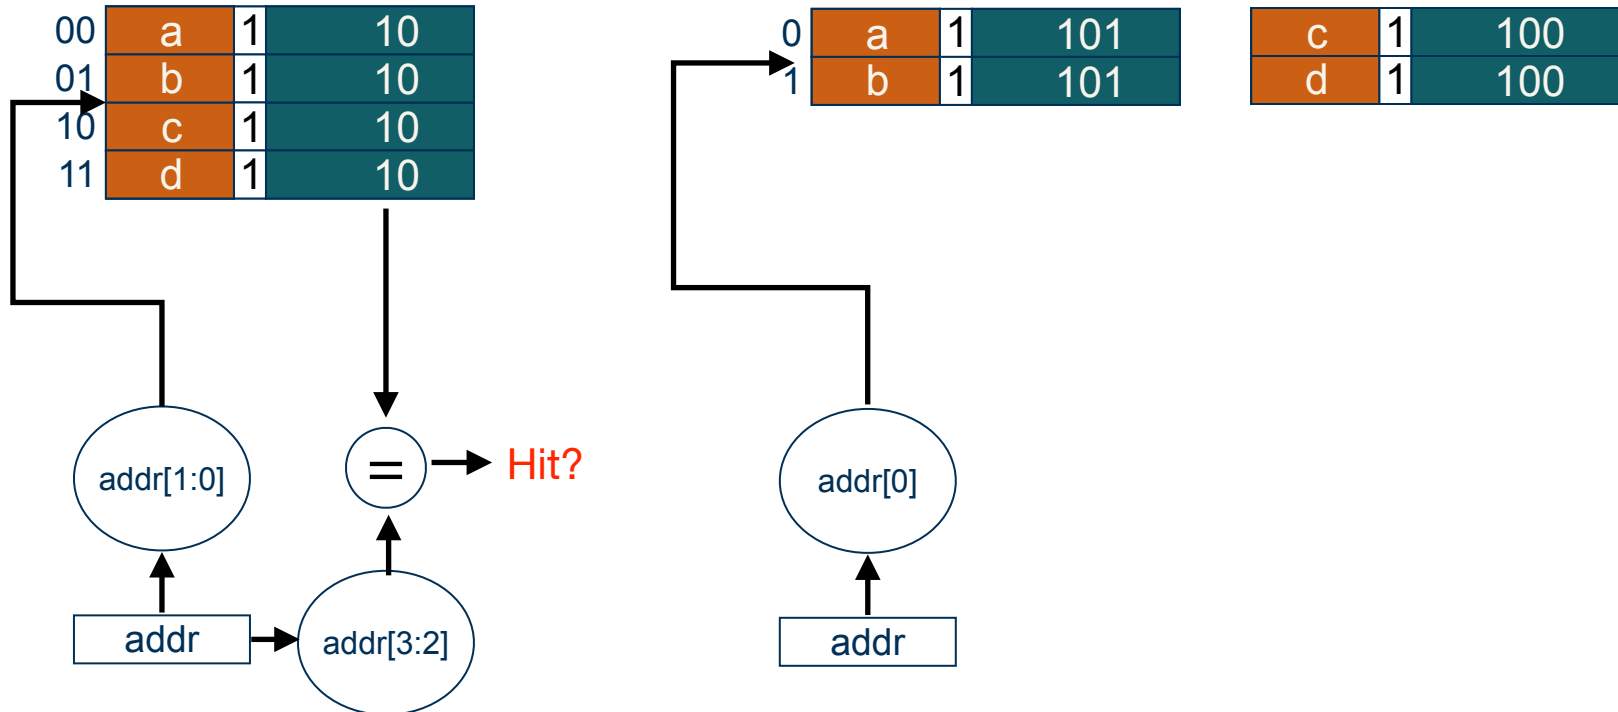 00 a 1 10
01 b 1 10
10 c 1 10
11 d 1 10
addr[1:0]
= Hit?
addr
addr[3:2]
0 a 1 101
1 b 1 101
c 1 100
d 1 100
addr[0]
addr